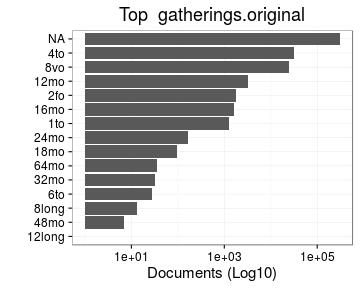 Top  gatherings.original
NA
4to
8vo
12mo
2fo
16mo
1to
24mo
18mo
64mo
32mo
6to
8long
48mo
12long
1e+01 1e+03 1e+05
Documents (Log10)